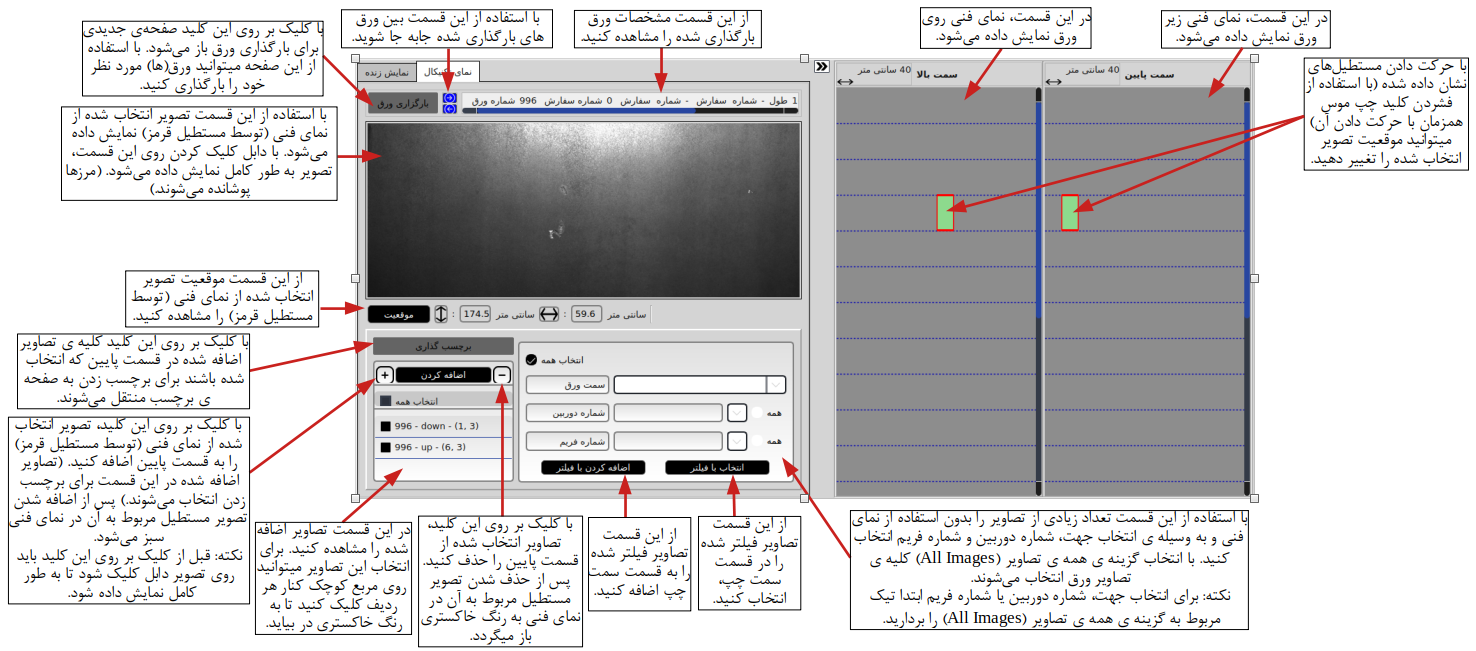 با کلیک بر روی این کلید صفحه‌ی جدیدی
برای بارگذاری ورق باز می‌شود. با استفاده
از این صفحه میتوانید ورق(ها) مورد نظر
خود را بارگذاری کنید.
با استفاده از این قسمت بین ورق
های بارگذاری شده جابه جا شوید.
از این قسمت مشخصات ورق
بارگذاری شده را مشاهده کنید.
در این قسمت، نمای فنی روی
ورق نمایش داده می‌شود.
در این قسمت، نمای فنی زیر
ورق نمایش داده می‌شود.
با حرکت دادن مستطیل‌های
نشان داده شده (با استفاده از
فشردن کلید چپ موس
همزمان با حرکت دادن آن)
میتوانید موقعیت تصویر
انتخاب شده را تغییر دهید.
با استفاده از این قسمت تصویر انتخاب شده از
نمای فنی (توسط مستطیل قرمز) نمایش داده
می‌شود. با دابل کلیک کردن روی این قسمت،
تصویر به طور کامل نمایش داده می‌شود. (مرزها
پوشانده می‌شوند.)
نمایش زنده
نمای تکنیکال
بارگزاری ورق
1 طول - شماره سفارش - شماره سفارش 0 شماره سفارش 996 شماره ورق
»
40 سانتی متر
سمت بالا
40 سانتی متر
سمت پایین
از این قسمت موقعیت تصویر
انتخاب شده از نمای فنی (توسط
مستطیل قرمز) را مشاهده کنید.
موقعیت
: 174.5 سانتی متر
: 59.6 سانتی متر
با کلیک بر روی این کلید کلیه ی تصاویر
اضافه شده در قسمت پایین که انتخاب
شده باشند برای برچسب زدن به صفحه
ی برچسب منتقل می‌شوند.
برچسب گذاری
+
اضافه کردن
−
انتخاب همه
996 - down - (1, 3)
996 - up - (6, 3)
انتخاب همه
سمت ورق
شماره دوربین
همه
شماره فریم
همه
اضافه کردن با فیلتر
انتخاب با فیلتر
با کلیک بر روی این کلید، تصویر انتخاب
شده از نمای فنی (توسط مستطیل قرمز)
را به قسمت پایین اضافه کنید. (تصاویر
اضافه شده در این قسمت برای برچسب
زدن انتخاب می‌شوند.) پس از اضافه شدن
تصویر مستطیل مربوط به آن در نمای فنی
سبز می‌شود.
نکته: قبل از کلیک بر روی این کلید باید
روی تصویر دابل کلیک شود تا به طور
کامل نمایش داده شود.
در این قسمت تصاویر اضافه
شده را مشاهده کنید. برای
انتخاب این تصاویر میتوانید
روی مربع کوچک کنار هر
ردیف کلیک کنید تا به
رنگ خاکستری در بیاید.
با کلیک بر روی این کلید،
تصاویر انتخاب شده از
قسمت پایین را حذف کنید.
پس از حذف شدن تصویر
مستطیل مربوط به آن در
نمای فنی به رنگ خاکستری
باز میگردد.
از این قسمت
تصاویر فیلتر شده
را به قسمت سمت
چپ اضافه کنید.
از این قسمت
تصاویر فیلتر شده
را در قسمت
سمت چپ،
انتخاب کنید.
با استفاده از این قسمت تعداد زیادی از تصاویر را بدون استفاده از نمای
فنی و به وسیله ی انتخاب جهت، شماره دوربین و شماره فریم انتخاب
کنید. با انتخاب گزینه ی همه ی تصاویر (All Images) کلیه ی
تصاویر ورق انتخاب می‌شوند.
نکته: برای انتخاب جهت، شماره دوربین یا شماره فریم ابتدا تیک
مربوط به گزینه ی همه ی تصاویر (All Images) را بردارید.